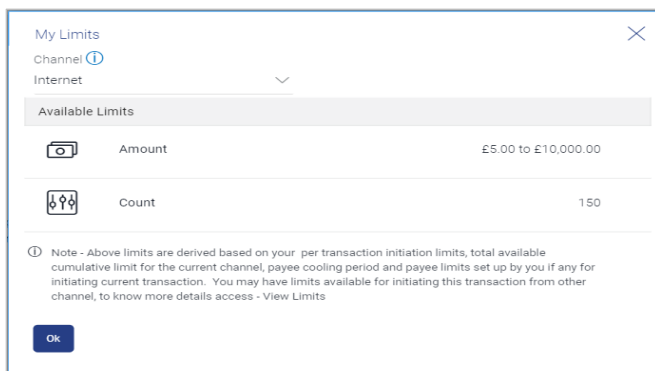 My Limits
Channel
Internet
Available Limits
Amount £5.00 to £10,000.00
Count 150
Note - Above limits are derived based on your per transaction initiation limits, total available
cumulative limit for the current channel, payee cooling period and payee limits set up by you if any for
initiating current transaction. You may have limits available for initiating this transaction from other
channel, to know more details access - View Limits
Ok